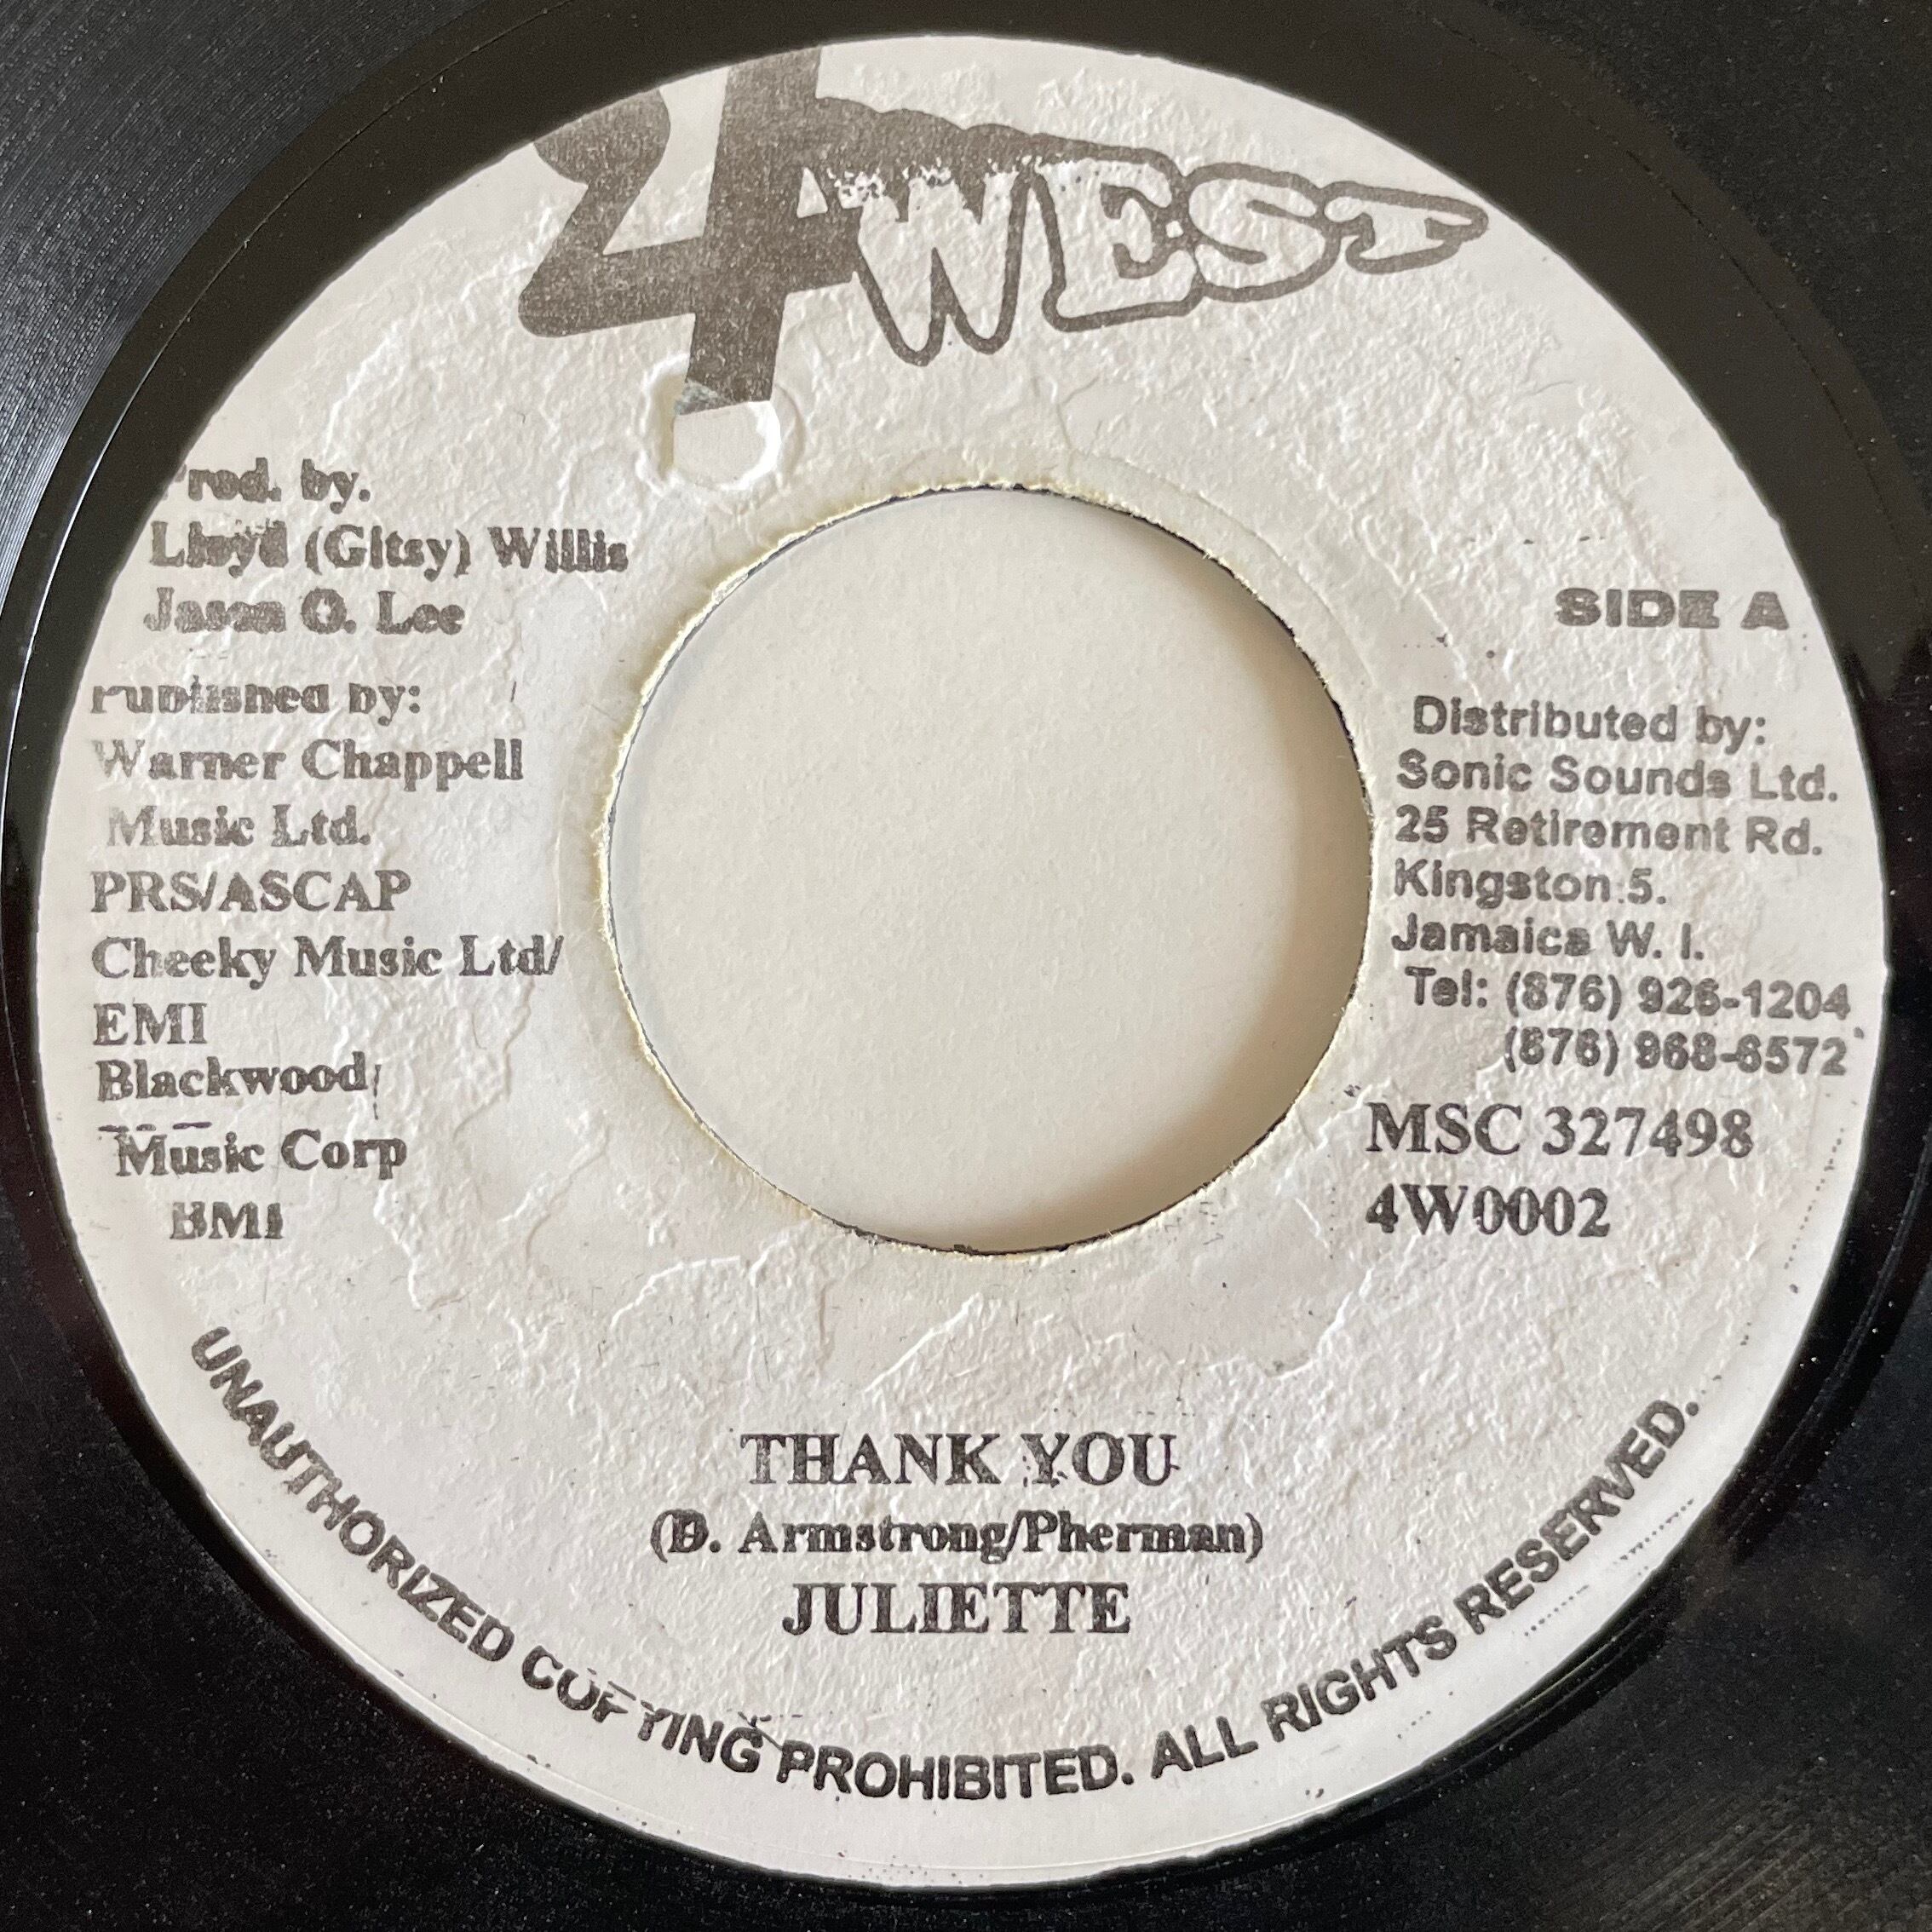 4 WEST
Prod. by.
Lloyd (Gitsy) Willis
Jason O. Lee
Published by:
Warner Chappell
Music Ltd.
PRS/ASCAP
Cheeky Music Ltd/
EMI
Blackwood
Music Corp
BMI
SIDE A
Distributed by:
Sonic Sounds Ltd.
25 Retirement Rd.
Kingston 5.
Jamaica W. I.
Tel: (876) 926-1204
(876) 968-6572
MSC 327498
4W0002
THANK YOU
(D. Armstrong/Pherman)
JULIETTE
UNAUTHORIZED COPYING PROHIBITED. ALL RIGHTS RESERVED.